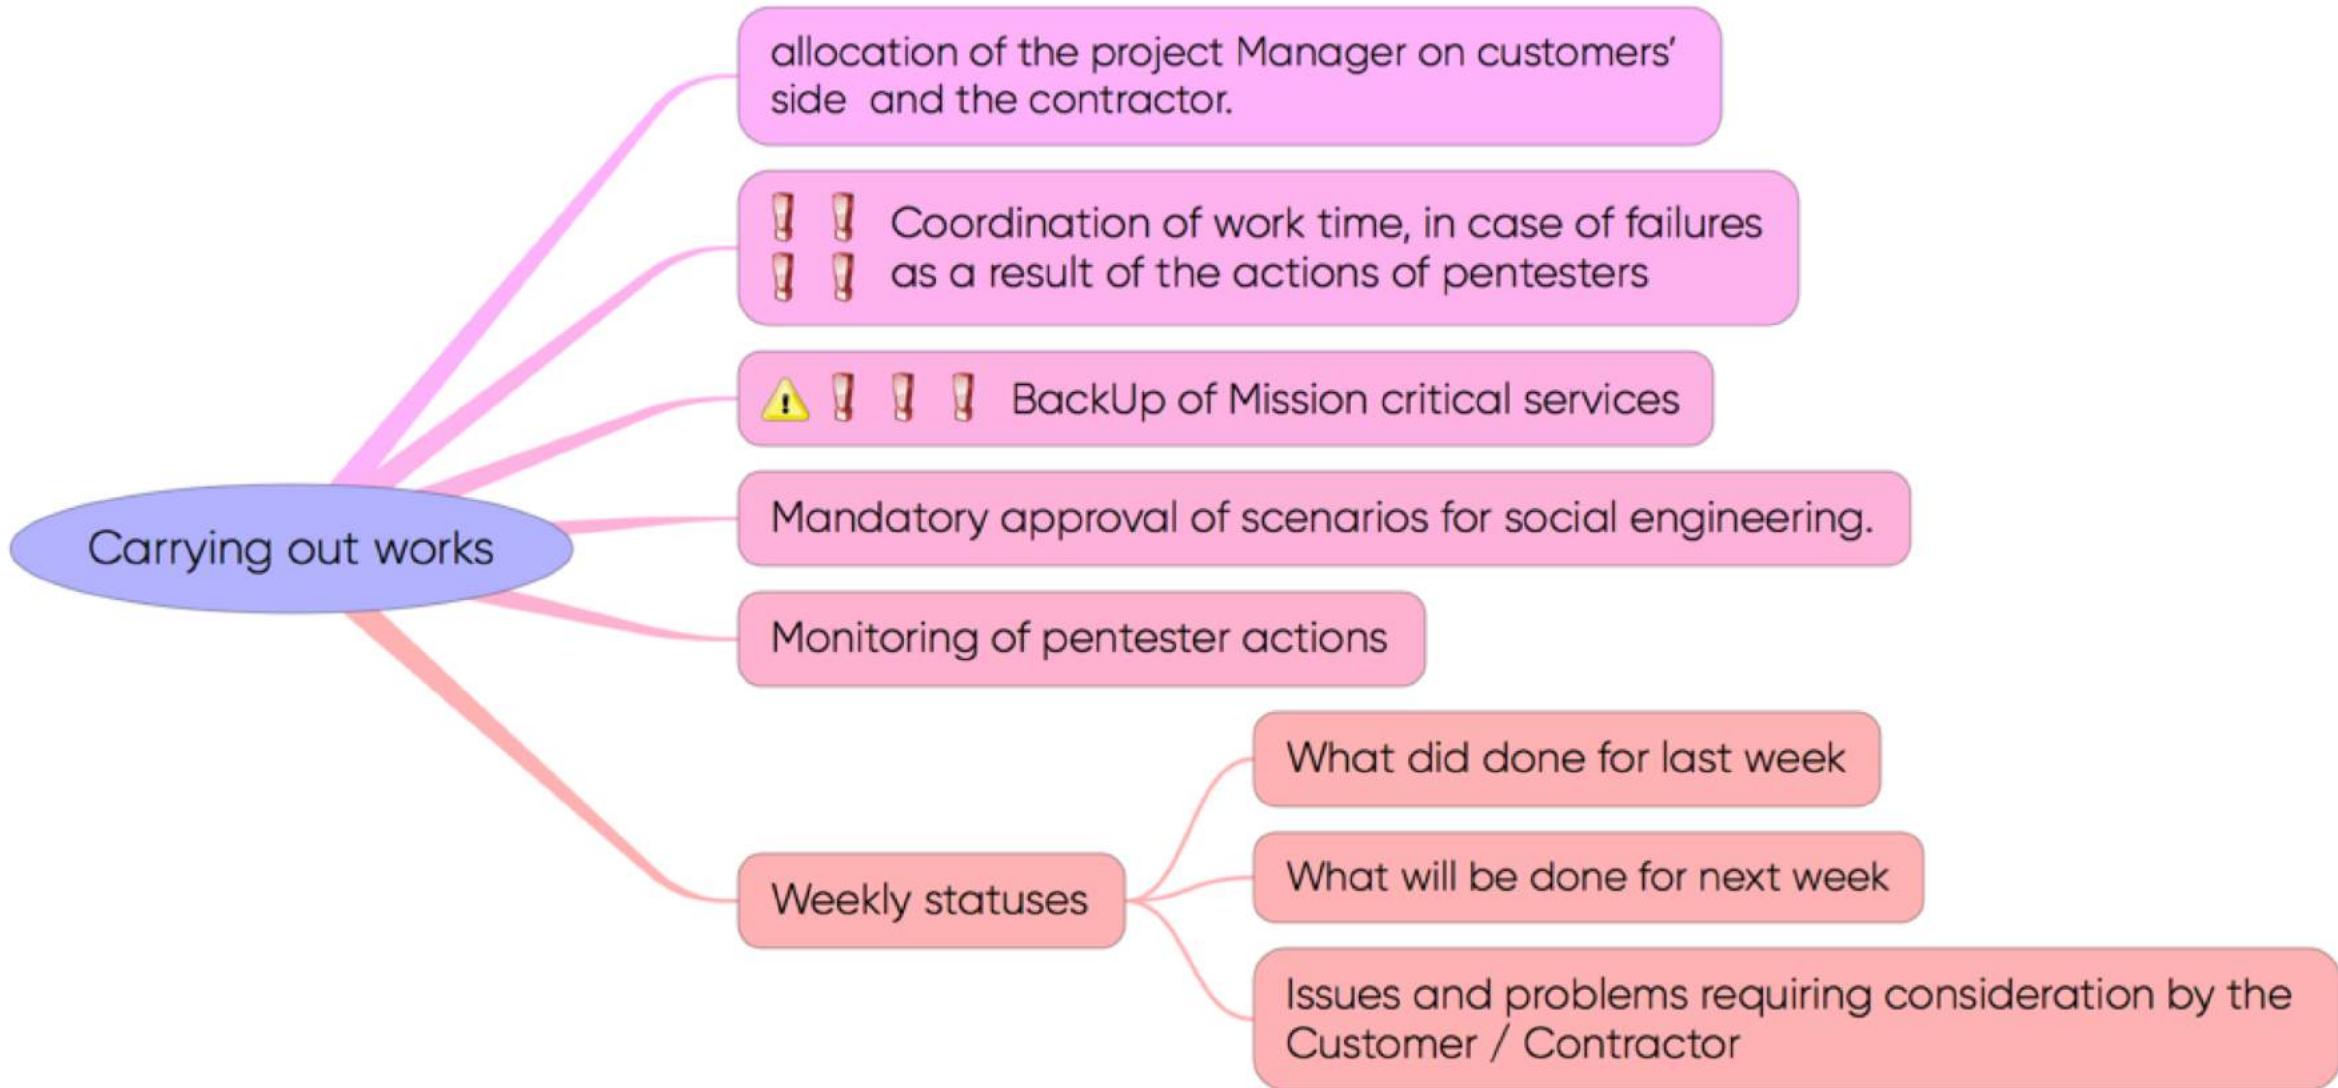 allocation of the project Manager on customers'
side and the contractor.
Coordination of work time, in case of failures
as a result of the actions of pentesters
BackUp of Mission critical services
Mandatory approval of scenarios for social engineering.
Carrying out works
Monitoring of pentester actions
Weekly statuses
What did done for last week
What will be done for next week
Issues and problems requiring consideration by the
Customer / Contractor